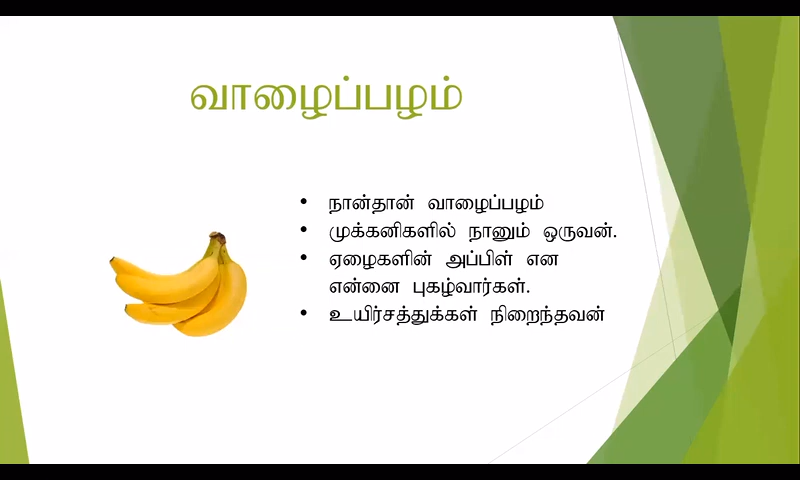 வாழைப்பழம்
• நான்தான் வாழைப்பழம்
• முக்கனிகளில் நானும் ஒருவன்.
• ஏழைகளின் அப்பிள் என
என்னை புகழ்வார்கள்.
• உயிர்சத்துக்கள் நிறைந்தவன்